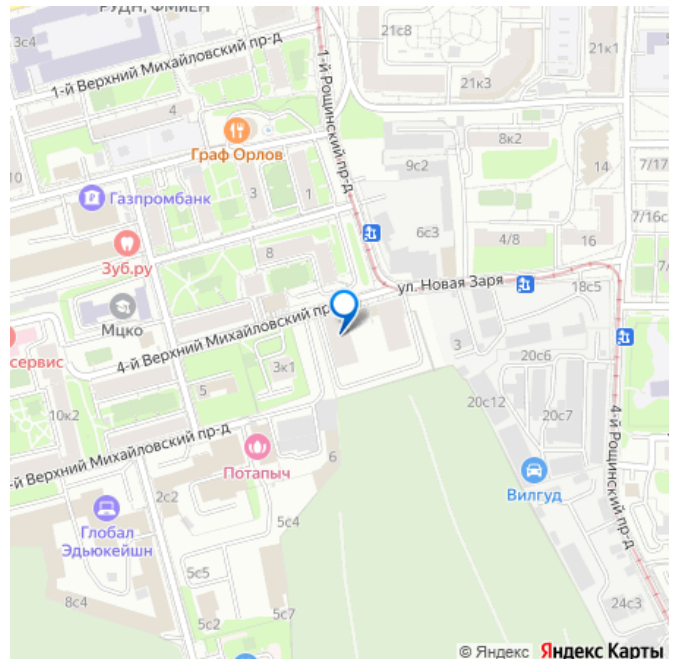 РУДН, ФМиЕН
3с4
21с8
21к1
1-й Верхний Михайловский пр-д
1-й Рощинский пр-д
21к3
4
Граф Орлов
8к2
9с2
14
7/17
10
Газпромбанк
3
1
7/16с
6с3
Зуб.ру
8
4/8
16
ул. Новая Заря
18с5
Мцко
4-й Верхний Михайловский пр-д
сервис
3
3к1
20с6
5
10к2
20с12
20с7
4-й Рощинский пр-д
-й Верхний Михайловский пр-д
Потапыч
6
Вилгуд
2с2
Глобал
Эдьюкейшн
5с4
5с5
8с4
24с3
5с2
5с7
© Яндекс Яндекс Карты